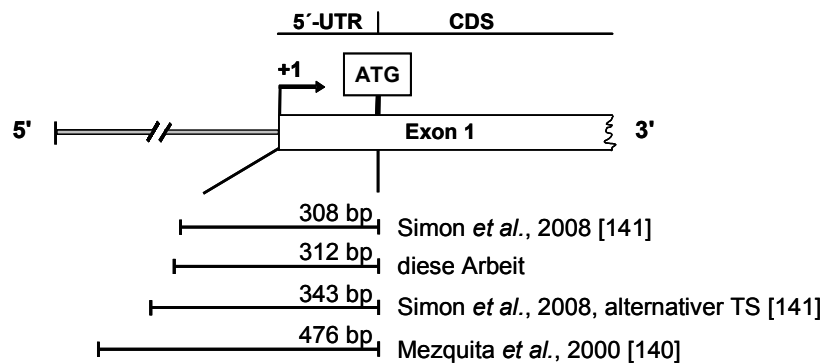 5´-UTR CDS
+1
ATG
5' Exon 1 3'
308 bp Simon et al., 2008 [141]
312 bp diese Arbeit
343 bp Simon et al., 2008, alternativer TS [141]
476 bp Mezquita et al., 2000 [140]